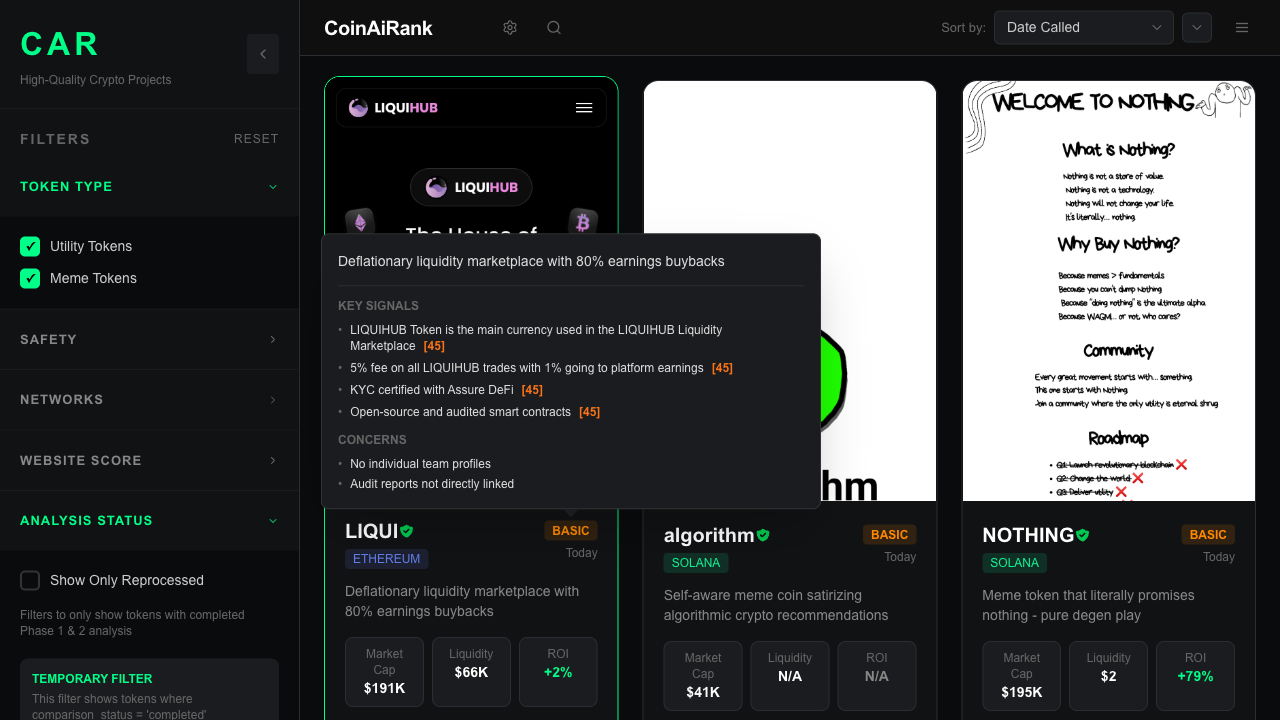 CAR
High-Quality Crypto Projects
FILTERS
RESET
TOKEN TYPE
Utility Tokens
Meme Tokens
SAFETY
NETWORKS
WEBSITE SCORE
ANALYSIS STATUS
Show Only Reprocessed
Filters to only show tokens with completed
Phase 1 & 2 analysis
TEMPORARY FILTER
This filter shows tokens where
comparison_status = 'completed'
CoinAiRank
Sort by:
Date Called
LIQUIHUB
LIQUIHUB
The House of
Deflationary liquidity marketplace with 80% earnings buybacks
KEY SIGNALS
• LIQUIHUB Token is the main currency used in the LIQUIHUB Liquidity
Marketplace [45]
• 5% fee on all LIQUIHUB trades with 1% going to platform earnings [45]
• KYC certified with Assure DeFi [45]
• Open-source and audited smart contracts [45]
CONCERNS
• No individual team profiles
• Audit reports not directly linked
LIQUI
BASIC
ETHEREUM
Today
Deflationary liquidity marketplace with
80% earnings buybacks
Market
Cap
$191K
Liquidity
$66K
ROI
+2%
hm
algorithm
BASIC
SOLANA
Today
Self-aware meme coin satirizing
algorithmic crypto recommendations
Market
Cap
$41K
Liquidity
N/A
ROI
N/A
WELCOME TO NOTHING
What is Nothing?
Nothing is not a store of value.
Nothing is not a technology.
Nothing will not change your life.
It's literally... nothing.
Why Buy Nothing?
Because memes > fundamentals
Because you can't dump Nothing
Because "doing nothing" is the ultimate alpha.
Because WAGMI... or not, who cares?
Community
Every great movement starts with... something.
This one starts with Nothing.
Join a community where the only utility is eternal shrug
Roadmap
• Q1: Launch revolutionary blockchain ❌
• Q2: Change the world ❌
• Q3: Deliver utility ❌
NOTHING
BASIC
SOLANA
Today
Meme token that literally promises
nothing - pure degen play
Market
Cap
$195K
Liquidity
$2
ROI
+79%